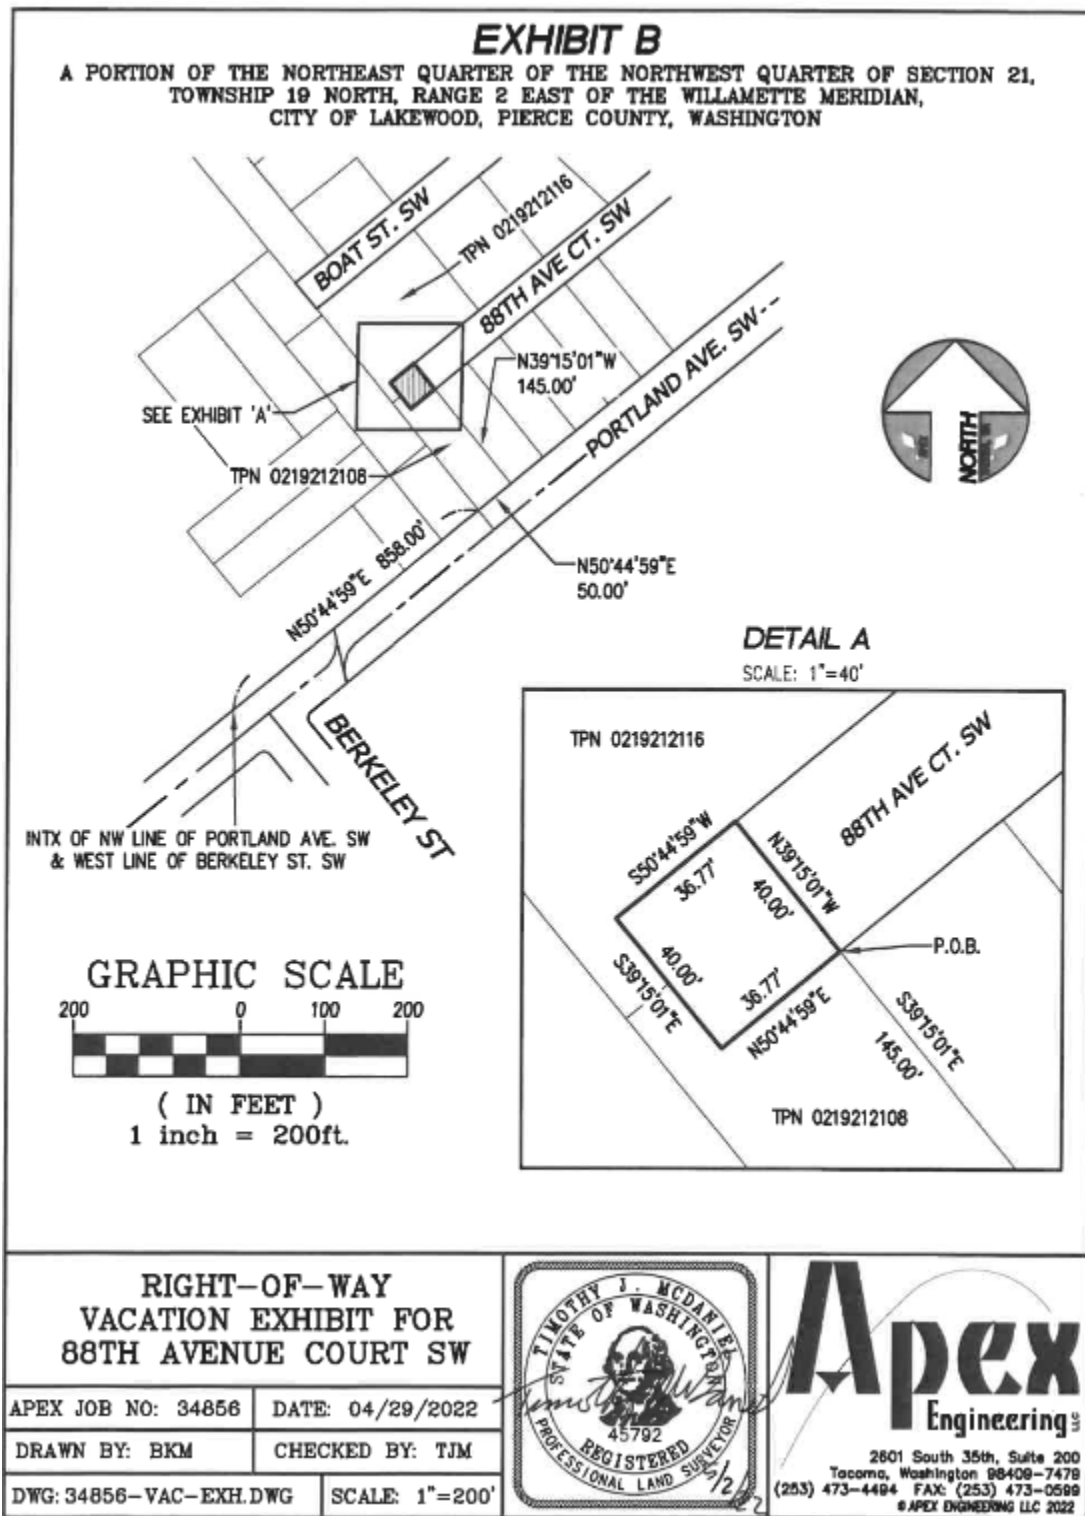 EXHIBIT B
A PORTION OF THE NORTHEAST QUARTER OF THE NORTHWEST QUARTER OF SECTION 21,
TOWNSHIP 19 NORTH, RANGE 2 EAST OF THE WILLAMETTE MERIDIAN,
CITY OF LAKEWOOD, PIERCE COUNTY, WASHINGTON
BOAT ST. SW
TPN 0219212116
88TH AVE CT. SW
N39°15'01"W
145.00'
PORTLAND AVE. SW
SEE EXHIBIT 'A'
TPN 0219212108
NORTH
N50°44'59"E 858.00'
N50°44'59"E
50.00'
BERKELEY ST
INTX OF NW LINE OF PORTLAND AVE. SW
& WEST LINE OF BERKELEY ST. SW
DETAIL A
SCALE: 1"=40'
TPN 0219212116
88TH AVE CT. SW
S50°44'59"W
36.77'
N39°15'01"W
40.00'
P.O.B.
40.00'
S39°15'01"E
36.77'
N50°44'59"E
S39°15'01"E
145.00'
TPN 0219212108
GRAPHIC SCALE
200 0 100 200
( IN FEET )
1 inch = 200ft.
RIGHT-OF-WAY
VACATION EXHIBIT FOR
88TH AVENUE COURT SW
APEX JOB NO: 34856 DATE: 04/29/2022
DRAWN BY: BKM CHECKED BY: TJM
DWG: 34856-VAC-EXH.DWG SCALE: 1"=200'
TIMOTHY J. MCDANIEL
STATE OF WASHINGTON
45792
REGISTERED
PROFESSIONAL LAND SURVEYOR
5/2/22
Apex
Engineering LLC
2601 South 35th, Suite 200
Tacoma, Washington 98409-7479
(253) 473-4494 FAX: (253) 473-0599
© APEX ENGINEERING LLC 2022